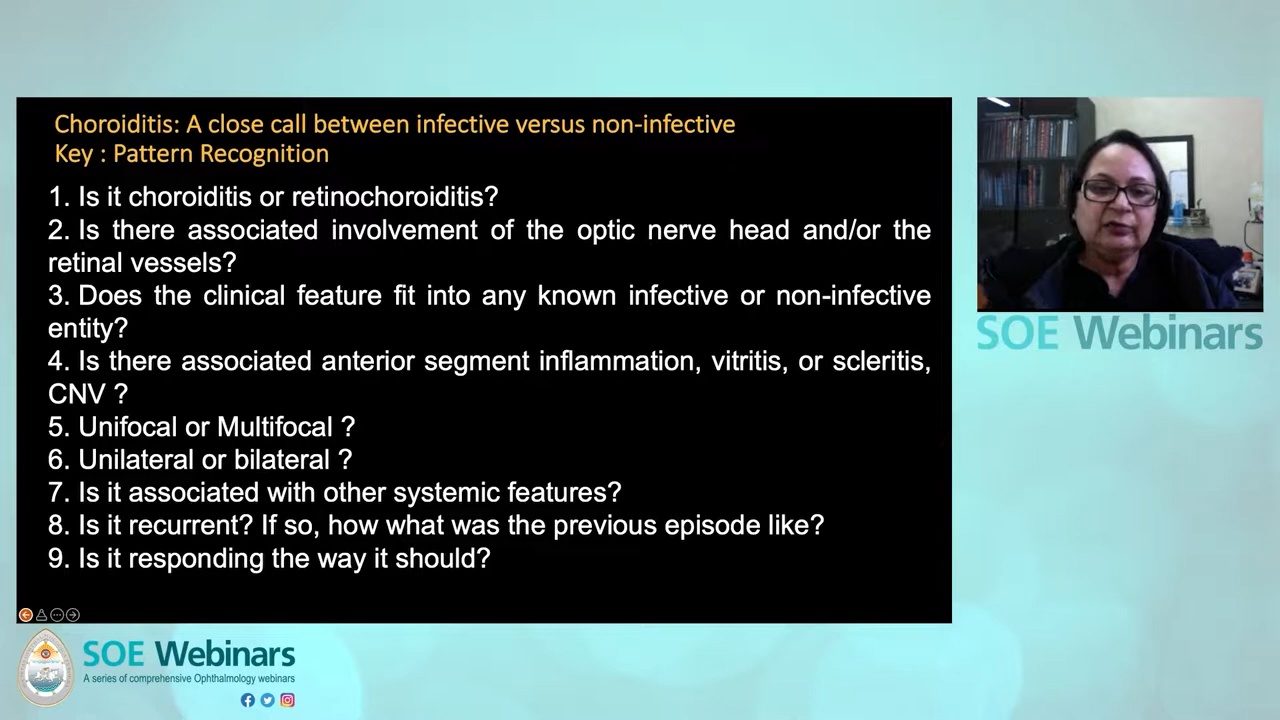 Choroiditis: A close call between infective versus non-infective
Key : Pattern Recognition
1. Is it choroiditis or retinochoroiditis?
2. Is there associated involvement of the optic nerve head and/or the
retinal vessels?
3. Does the clinical feature fit into any known infective or non-infective
entity?
4. Is there associated anterior segment inflammation, vitritis, or scleritis,
CNV ?
5. Unifocal or Multifocal ?
6. Unilateral or bilateral ?
7. Is it associated with other systemic features?
8. Is it recurrent? If so, how what was the previous episode like?
9. Is it responding the way it should?
SOE Webinars
SOE Webinars
A series of comprehensive Ophthalmology webinars